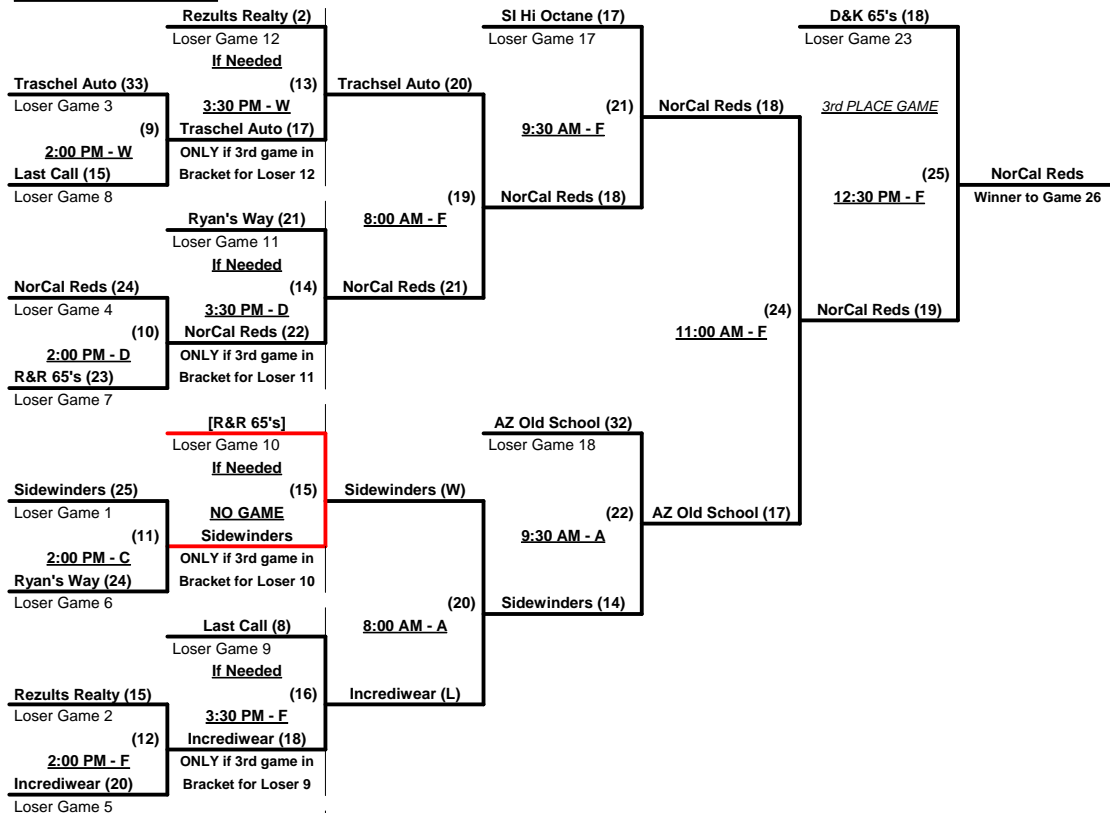 Rezults Realty (2)
Loser Game 12
If Needed
(13)
3:30 PM - W
Traschel Auto (33)
Loser Game 3
(9)
2:00 PM - W
Last Call (15)
Loser Game 8
Traschel Auto (17)
ONLY if 3rd game in
Bracket for Loser 12
Ryan's Way (21)
Loser Game 11
If Needed
(14)
3:30 PM - D
NorCal Reds (24)
Loser Game 4
(10)
2:00 PM - D
R&R 65's (23)
Loser Game 7
NorCal Reds (22)
ONLY if 3rd game in
Bracket for Loser 11
[R&R 65's]
Loser Game 10
If Needed
(15)
NO GAME
Sidewinders (25)
Loser Game 1
(11)
2:00 PM - C
Ryan's Way (24)
Loser Game 6
Sidewinders
ONLY if 3rd game in
Bracket for Loser 10
Last Call (8)
Loser Game 9
If Needed
(16)
3:30 PM - F
Rezults Realty (15)
Loser Game 2
(12)
2:00 PM - F
Incrediwear (20)
Loser Game 5
Incrediwear (18)
ONLY if 3rd game in
Bracket for Loser 9
Trachsel Auto (20)
(19)
8:00 AM - F
NorCal Reds (21)
Sidewinders (W)
(20)
8:00 AM - A
Incrediwear (L)
SI Hi Octane (17)
Loser Game 17
(21)
9:30 AM - F
NorCal Reds (18)
AZ Old School (32)
Loser Game 18
(22)
9:30 AM - A
Sidewinders (14)
NorCal Reds (18)
(24)
11:00 AM - F
AZ Old School (17)
D&K 65's (18)
Loser Game 23
3rd PLACE GAME
(25)
12:30 PM - F
NorCal Reds (19)
NorCal Reds
Winner to Game 26